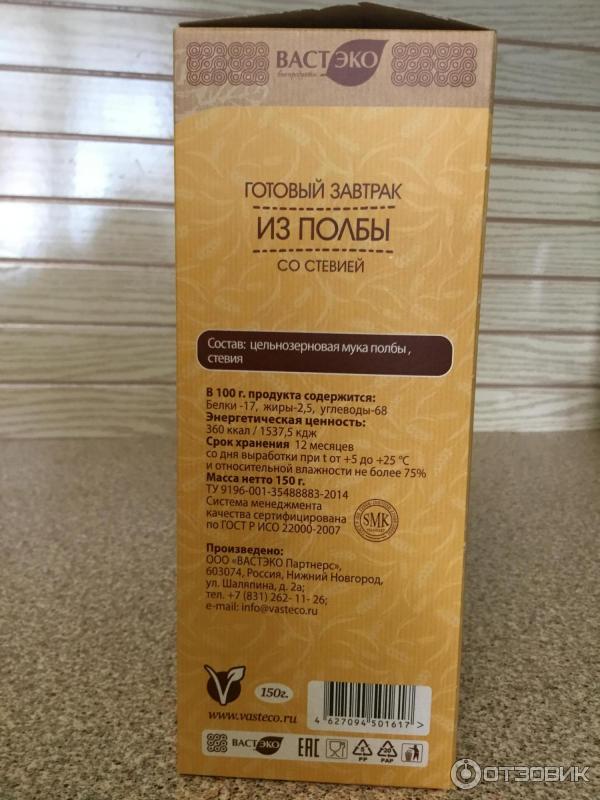 ВАСТЭКО
ГОТОВЫЙ ЗАВТРАК
ИЗ ПОЛБЫ
СО СТЕВИЕЙ
Состав: цельнозерновая мука полбы ,
стевия
В 100 г. продукта содержится:
Белки -17, жиры-2,5, углеводы-68
Энергетическая ценность:
360 ккал / 1537,5 кдж
Срок хранения 12 месяцев
со дня выработки при t от +5 до +25 °C
и относительной влажности не более 75%
Масса нетто 150 г.
ТУ 9196-001-35488883-2014
Система менеджмента
качества сертифицирована
по ГОСТ Р ИСО 22000-2007
SMK
Произведено:
ООО «ВАСТЭКО Партнерс»,
603074, Россия, Нижний Новгород,
ул. Шаляпина, д. 2а;
тел. +7 (831) 262- 11- 26;
e-mail: info@vasteco.ru
150г.
www.vasteco.ru
4 627094 501617 >
ВАСТЭКО
EAC
5
PP
20
PAP
ОТЗОВИК